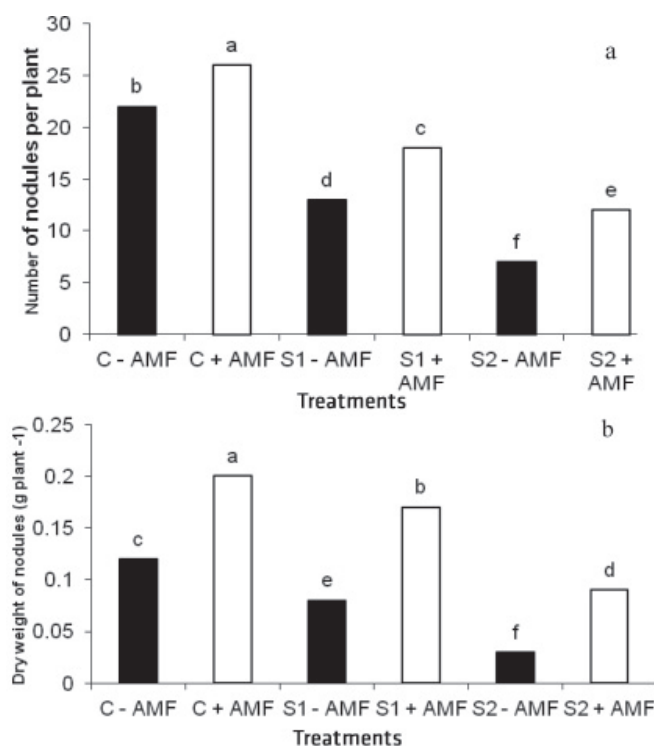 a
30
25
20
15
10
5
0
Number of nodules per plant
b
a
d
c
f
e
C - AMF C + AMF S1 - AMF S1 + AMF S2 - AMF S2 + AMF
Treatments
b
0.25
0.2
0.15
0.1
0.05
0
Dry weight of nodules (g plant -1)
c
a
e
b
f
d
C - AMF C + AMF S1 - AMF S1 + AMF S2 - AMF S2 + AMF